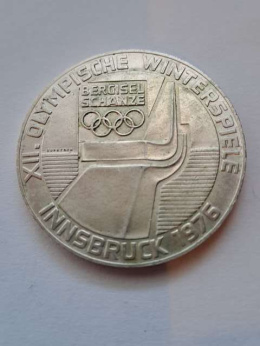 XII. OLYMPISCHE WINTERSPIELE
BERGISEL
SCHANZE
INNSBRUCK 1976